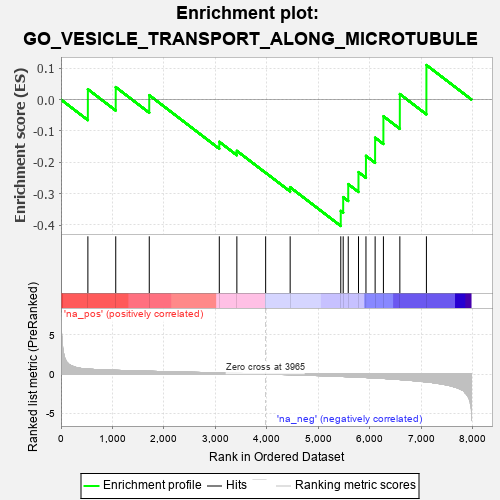 Enrichment plot:
GO_VESICLE_TRANSPORT_ALONG_MICROTUBULE
Enrichment score (ES)
0.1
0.0
-0.1
-0.2
-0.3
-0.4
'na_pos' (positively correlated)
Ranked list metric (PreRanked)
5
0
-5
Zero cross at 3965
'na_neg' (negatively correlated)
0
1,000
2,000
3,000
4,000
5,000
6,000
7,000
8,000
Rank in Ordered Dataset
Enrichment profile
Hits
Ranking metric scores